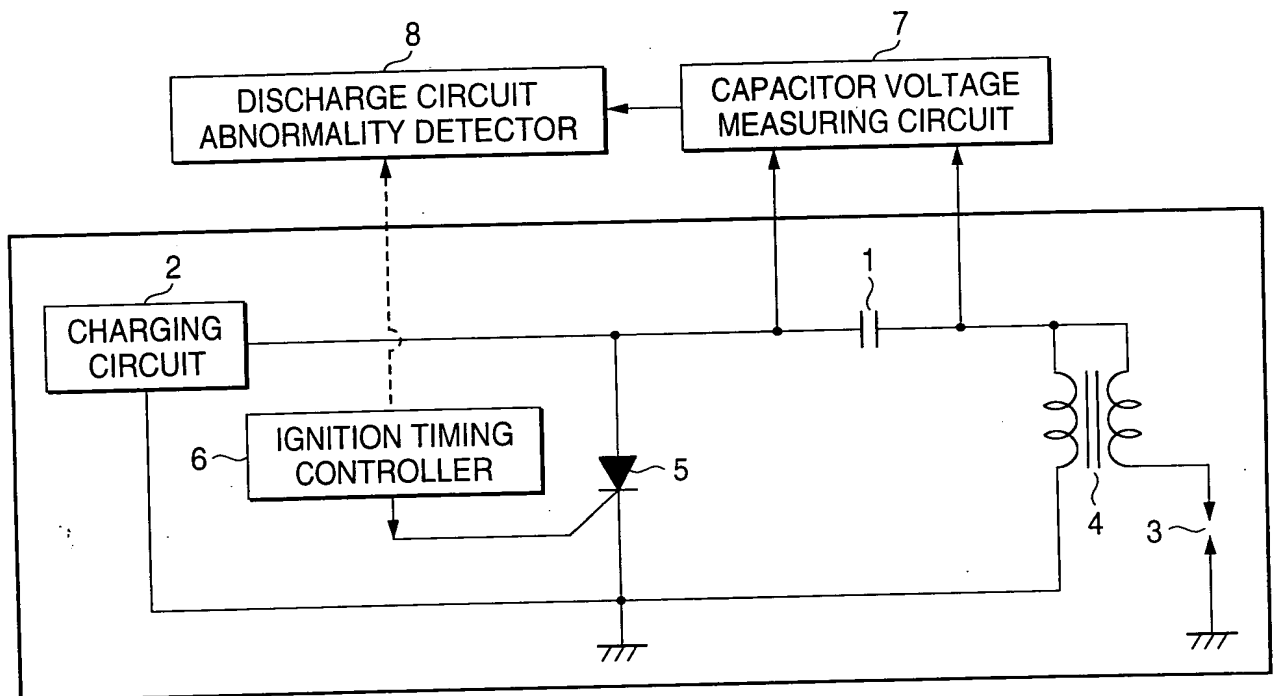 8
DISCHARGE CIRCUIT
ABNORMALITY DETECTOR
7
CAPACITOR VOLTAGE
MEASURING CIRCUIT
2
CHARGING
CIRCUIT
1
6
IGNITION TIMING
CONTROLLER
5
4
3